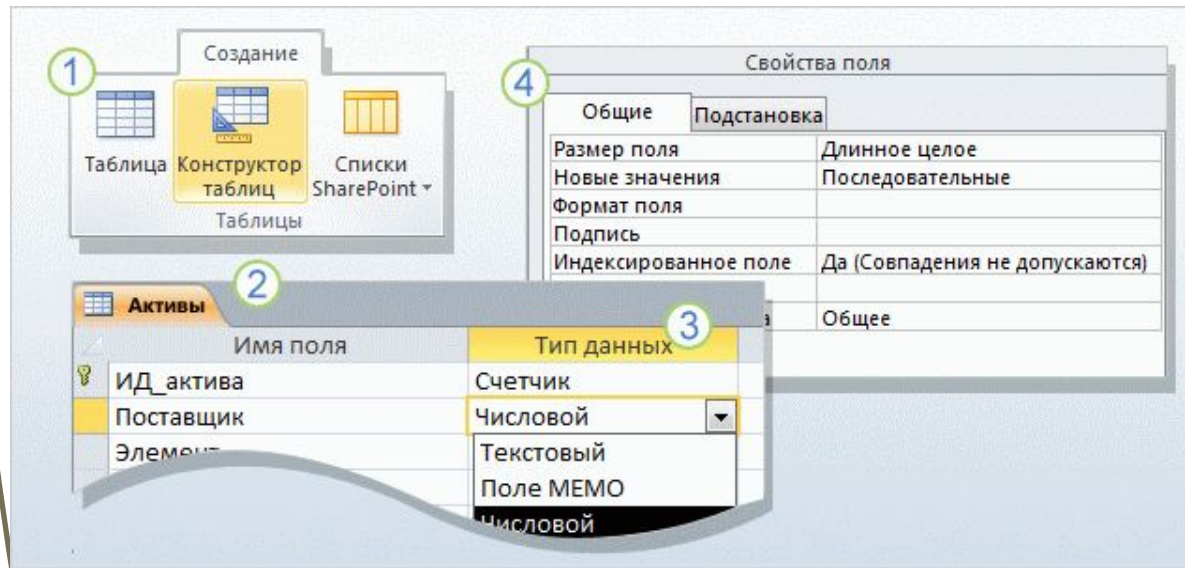 1
Создание
Таблица
Конструктор
таблиц
Списки
SharePoint
Таблицы
2
Активы
3
Имя поля
Тип данных
ИД_актива
Счетчик
Поставщик
Числовой
Текстовый
Поле МЕМО
Числовой
4
Свойства поля
Общие
Подстановка
Размер поля
Длинное целое
Новые значения
Последовательные
Формат поля
Подпись
Индексированное поле
Да (Совпадения не допускаются)
Общее